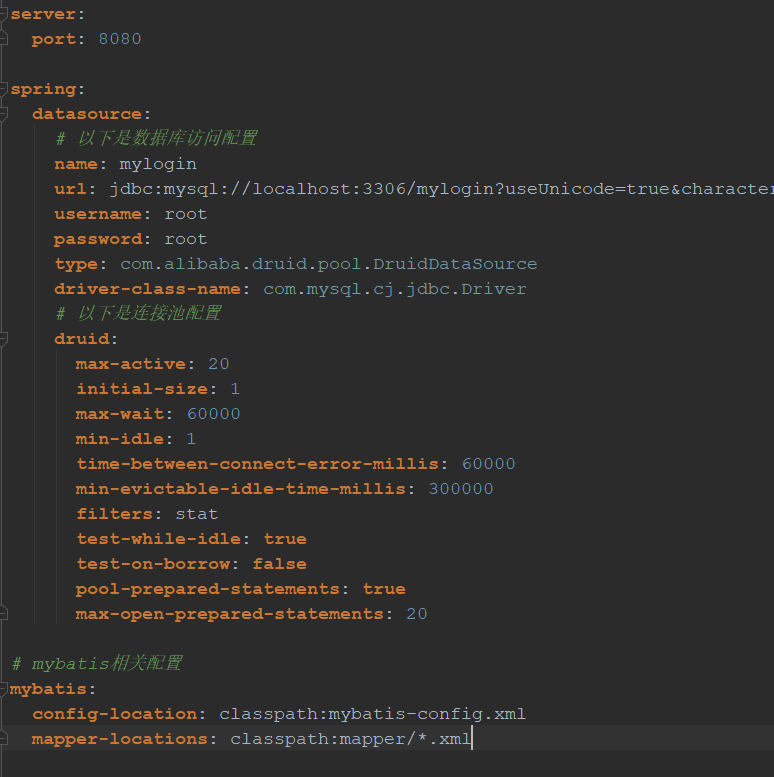 server:
  port: 8080
spring:
  datasource:
    # 以下是数据库访问配置
    name: mylogin
    url: jdbc:mysql://localhost:3306/mylogin?useUnicode=true&character
    username: root
    password: root
    type: com.alibaba.druid.pool.DruidDataSource
    driver-class-name: com.mysql.cj.jdbc.Driver
    # 以下是连接池配置
    druid:
      max-active: 20
      initial-size: 1
      max-wait: 60000
      min-idle: 1
      time-between-connect-error-millis: 60000
      min-evictable-idle-time-millis: 300000
      filters: stat
      test-while-idle: true
      test-on-borrow: false
      pool-prepared-statements: true
      max-open-prepared-statements: 20
# mybatis相关配置
mybatis:
  config-location: classpath:mybatis-config.xml
  mapper-locations: classpath:mapper/*.xml